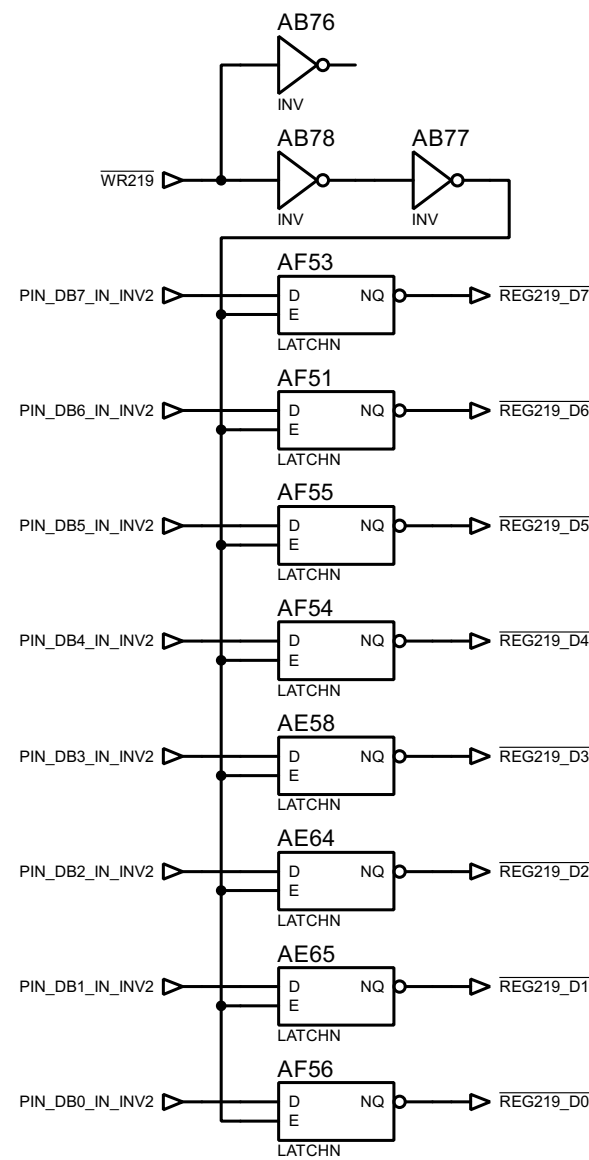 AB76
INV
AB78 AB77
WR219
INV INV
AF53
PIN_DB7_IN_INV2 D NQ REG219_D7
E
LATCHN
AF51
PIN_DB6_IN_INV2 D NQ REG219_D6
E
LATCHN
AF55
PIN_DB5_IN_INV2 D NQ REG219_D5
E
LATCHN
AF54
PIN_DB4_IN_INV2 D NQ REG219_D4
E
LATCHN
AE58
PIN_DB3_IN_INV2 D NQ REG219_D3
E
LATCHN
AE64
PIN_DB2_IN_INV2 D NQ REG219_D2
E
LATCHN
AE65
PIN_DB1_IN_INV2 D NQ REG219_D1
E
LATCHN
AF56
PIN_DB0_IN_INV2 D NQ REG219_D0
E
LATCHN